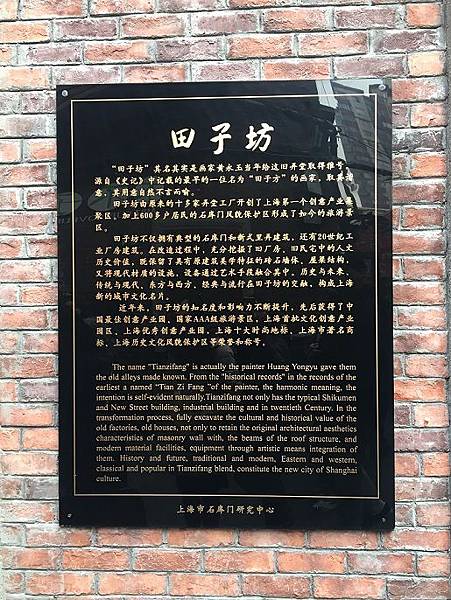 田子坊
“田子坊”其名其实是画家黄永玉当年给这旧弄堂取得雅号。
源自《史记》中记载的最早的一位名为“田子方”的画家，取其谐
意，其用意自然不言而喻。
田子坊由原来的十多家弄堂工厂开创了上海第一个创意产业集
聚区，加上600多户居民的石库门风貌保护区形成了如今的旅游景
区。
田子坊不仅拥有典型的石库门和新式里弄建筑，还有20世纪工
业厂房建筑。在改造过程中，充分挖掘了旧厂房、旧民宅中的人文
历史价值，既保留了具有原建筑美学特征的砖石墙体、屋梁结构，
又将现代材质的设施、设备通过艺术手段融合其中。历史与未来、
传统与现代、东方与西方、经典与流行在田子坊的交融，构成上海
新的城市文化名片。
近年来，田子坊的知名度和影响力不断提升，先后获得了中
国最佳创意产业园、国家AAA级旅游景区、上海首批文化创意产业
园区、上海优秀创意产业园、上海十大时尚地标、上海市著名商
标、上海历史文化风貌保护区等荣誉和称号。
The name "Tianzifang" is actually the painter Huang Yongyu gave them
the old alleys made known. From the "historical records" in the records of the
earliest a named "Tian Zi Fang "of the painter, the harmonic meaning, the
intention is self-evident naturally.Tianzifang not only has the typical Shikumen
and New Street building, industrial building and in twentieth Century. In the
transformation process, fully excavate the cultural and historical value of the
old factories, old houses, not only to retain the original architectural aesthetics
characteristics of masonry wall with, the beams of the roof structure, and
modern material facilities, equipment through artistic means integration of
them. History and future, traditional and modern, Eastern and western,
classical and popular in Tianzifang blend, constitute the new city of Shanghai
culture.
上海市石库门研究中心